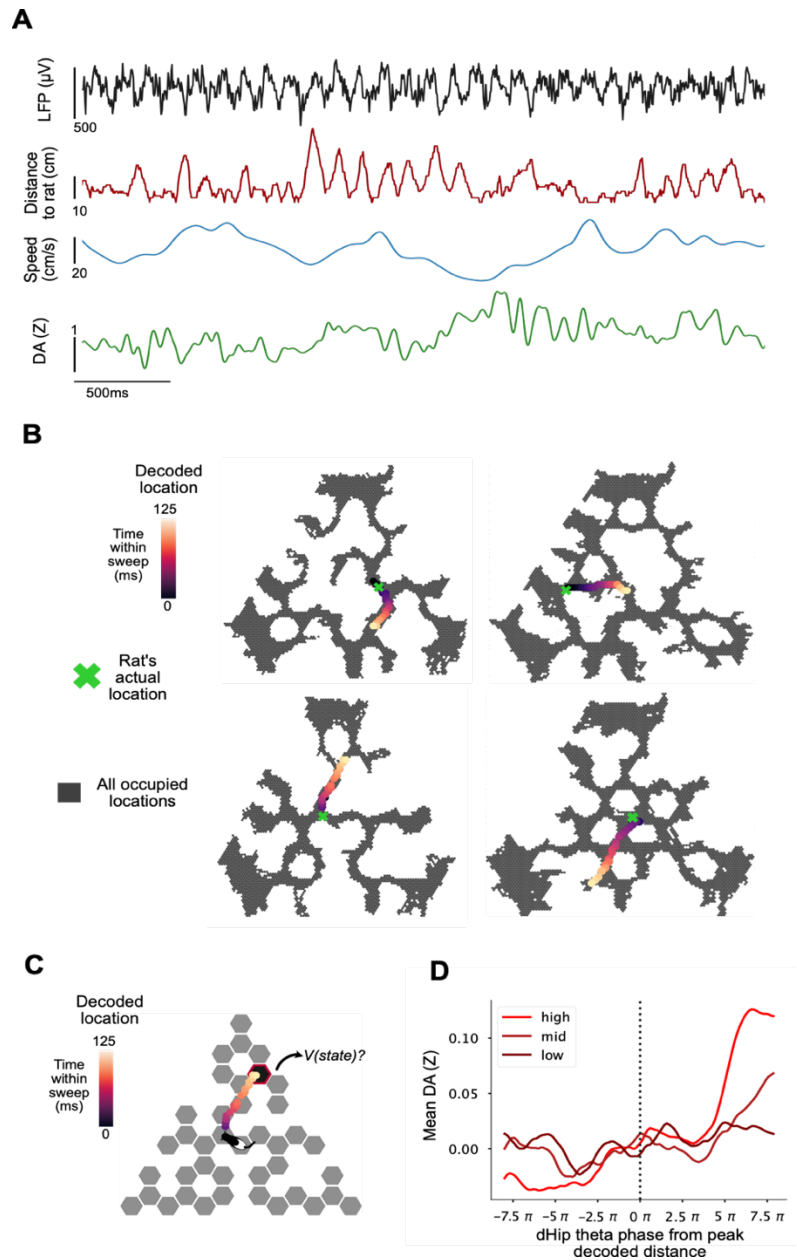 A
LFP (µV)
500
Distance
to rat (cm)
10
Speed
(cm/s)
20
DA (Z)
1
500ms
B
Decoded
location
125
Time
within
sweep
(ms)
0
Rat's
actual
location
All occupied
locations
C
Decoded
location
125
Time
within
sweep
(ms)
0
V(state)?
D
high
mid
low
Mean DA (Z)
0.10
0.05
0.00
−7.5 π −5 π −2.5 π 0 π 2.5 π 5 π 7.5 π
dHip theta phase from peak
decoded distance